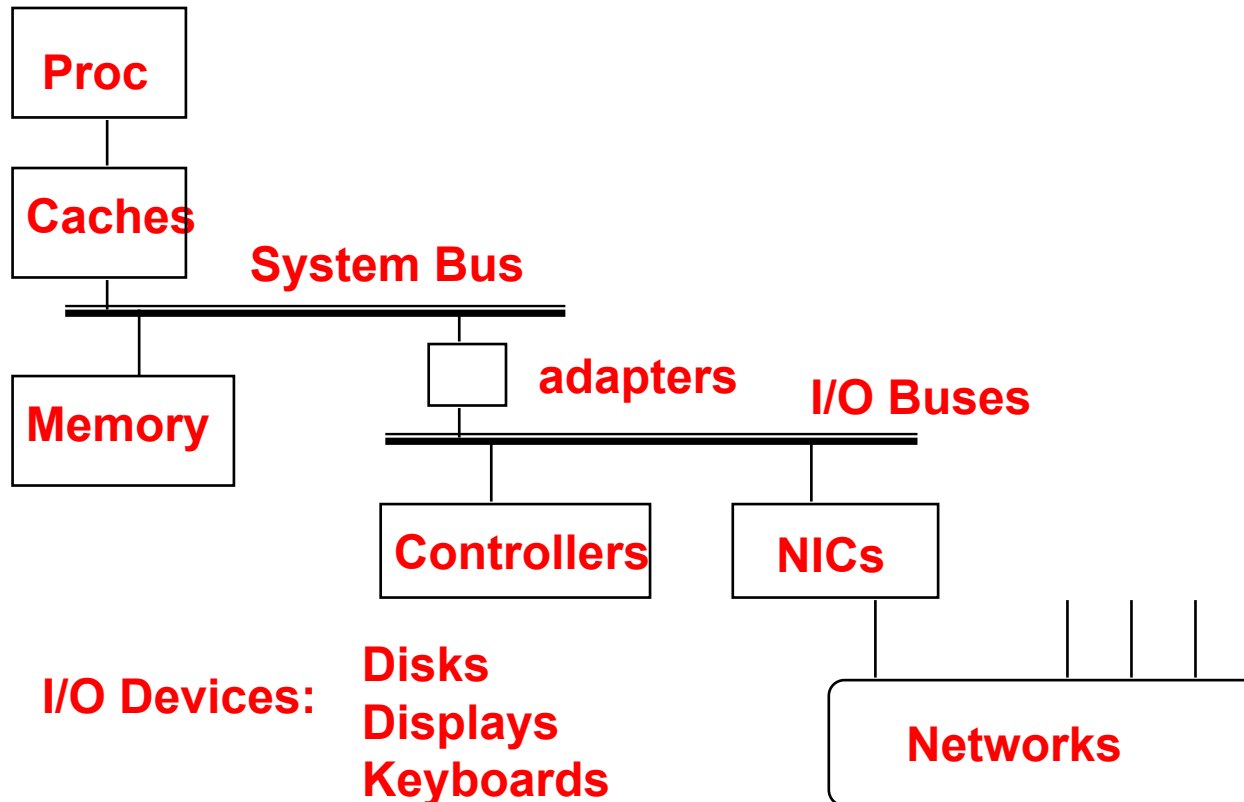 Proc
Caches
System Bus
adapters
I/O Buses
Memory
Controllers
NICs
I/O Devices:
Disks
Displays
Keyboards
Networks